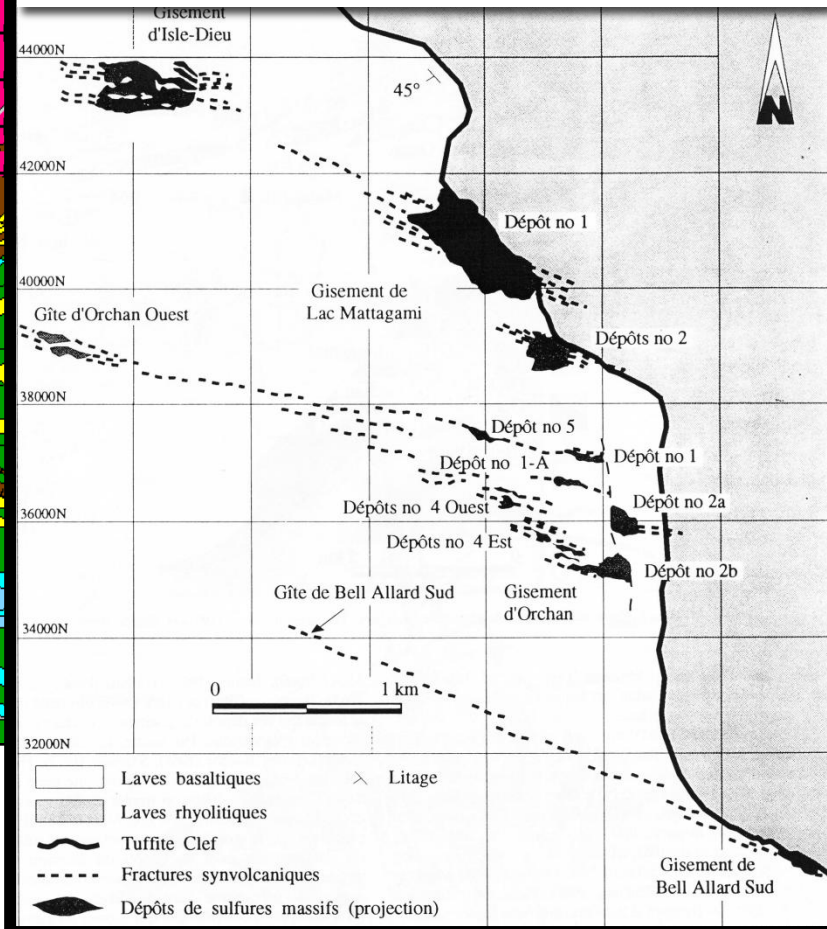 Gisement
d'Isle-Dieu
44000N
45°
N
42000N
Dépôt no 1
40000N
Gisement de
Lac Mattagami
Gîte d'Orchan Ouest
Dépôts no 2
38000N
Dépôt no 5
Dépôt no 1
Dépôt no 1-A
Dépôt no 2a
Dépôts no 4 Ouest
36000N
Dépôts no 4 Est
Dépôt no 2b
Gîte de Bell Allard Sud
Gisement
d'Orchan
34000N
0 1 km
32000N
Laves basaltiques
Litage
Laves rhyolitiques
Tuffite Clef
Fractures synvolcaniques
Dépôts de sulfures massifs (projection)
Gisement de
Bell Allard Sud